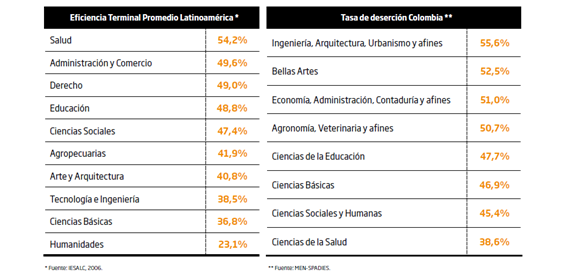 Eficiencia Terminal Promedio Latinoamérica *
Salud 54,2%
Administración y Comercio 49,6%
Derecho 49,0%
Educación 48,8%
Ciencias Sociales 47,4%
Agropecuarias 41,9%
Arte y Arquitectura 40,8%
Tecnología e Ingeniería 38,5%
Ciencias Básicas 36,8%
Humanidades 23,1%
* Fuente: IESALC, 2006.
Tasa de deserción Colombia **
Ingeniería, Arquitectura, Urbanismo y afines 55,6%
Bellas Artes 52,5%
Economía, Administración, Contaduría y afines 51,0%
Agronomía, Veterinaria y afines 50,7%
Ciencias de la Educación 47,7%
Ciencias Básicas 46,9%
Ciencias Sociales y Humanas 45,4%
Ciencias de la Salud 38,6%
** Fuente: MEN-SPADIES.